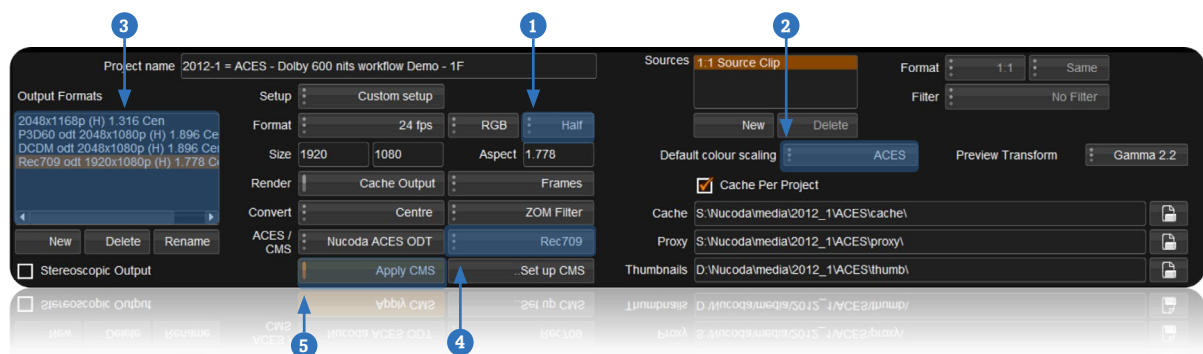 3
1
2
Project name 2012-1 = ACES - Dolby 600 nits workflow Demo - 1F
Output Formats
2048x1168p (H) 1.316 Cen
P3D60 odt 2048x1080p (H) 1.896 Ce
DCDM odt 2048x1080p (H) 1.896 Cer
Rec709 odt 1920x1080p (H) 1.778 C
New Delete Rename
Stereoscopic Output
Setup Custom setup
Format 24 fps RGB Half
Size 1920 1080 Aspect 1.778
Render Cache Output Frames
Convert Centre ZOM Filter
ACES / CMS Nucoda ACES ODT Rec709
Apply CMS ..Set up CMS
Sources 1:1 Source Clip
New Delete
Format 1:1 Same
Filter No Filter
Default colour scaling ACES Preview Transform Gamma 2.2
Cache Per Project
Cache S:\Nucoda\media\2012_1\ACES\cache\
Proxy S:\Nucoda\media\2012_1\ACES\proxy\
Thumbnails D:\Nucoda\media\2012_1\ACES\thumb\
5
4